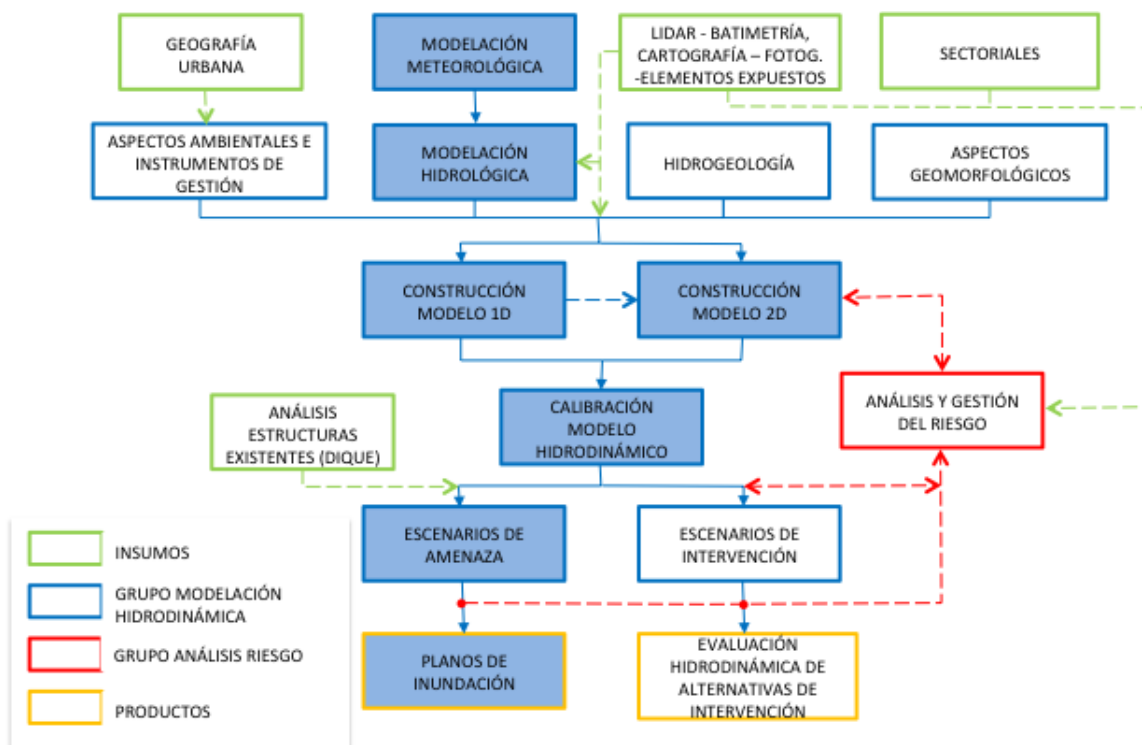 GEOGRAFÍA
URBANA
MODELACIÓN
METEOROLÓGICA
LIDAR - BATIMETRÍA,
CARTOGRAFÍA – FOTOG.
-ELEMENTOS EXPUESTOS
SECTORIALES
ASPECTOS AMBIENTALES E
INSTRUMENTOS DE
GESTIÓN
MODELACIÓN
HIDROLÓGICA
HIDROGEOLOGÍA
ASPECTOS
GEOMORFOLÓGICOS
CONSTRUCCIÓN
MODELO 1D
CONSTRUCCIÓN
MODELO 2D
ANÁLISIS
ESTRUCTURAS
EXISTENTES (DIQUE)
CALIBRACIÓN
MODELO
HIDRODINÁMICO
ANÁLISIS Y GESTIÓN
DEL RIESGO
ESCENARIOS DE
AMENAZA
ESCENARIOS DE
INTERVENCIÓN
PLANOS DE
INUNDACIÓN
EVALUACIÓN
HIDRODINÁMICA DE
ALTERNATIVAS DE
INTERVENCIÓN
INSUMOS
GRUPO MODELACIÓN
HIDRODINÁMICA
GRUPO ANÁLISIS RIESGO
PRODUCTOS